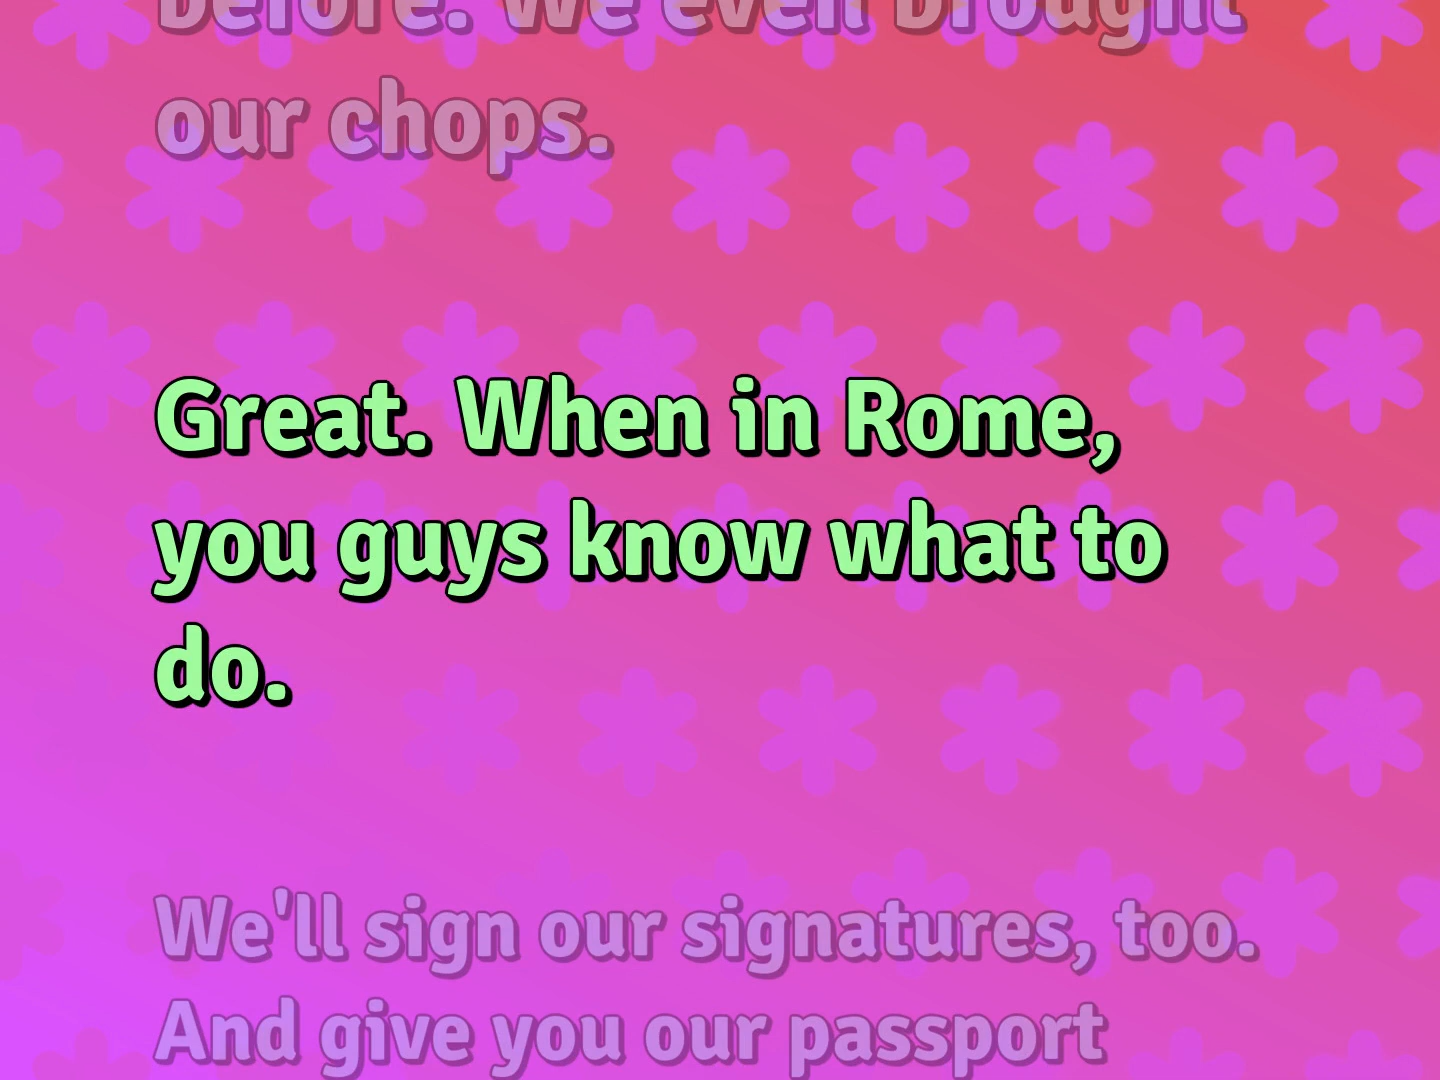 before. We even brought
our chops.
Great. When in Rome,
you guys know what to
do.
We'll sign our signatures, too.
And give you our passport